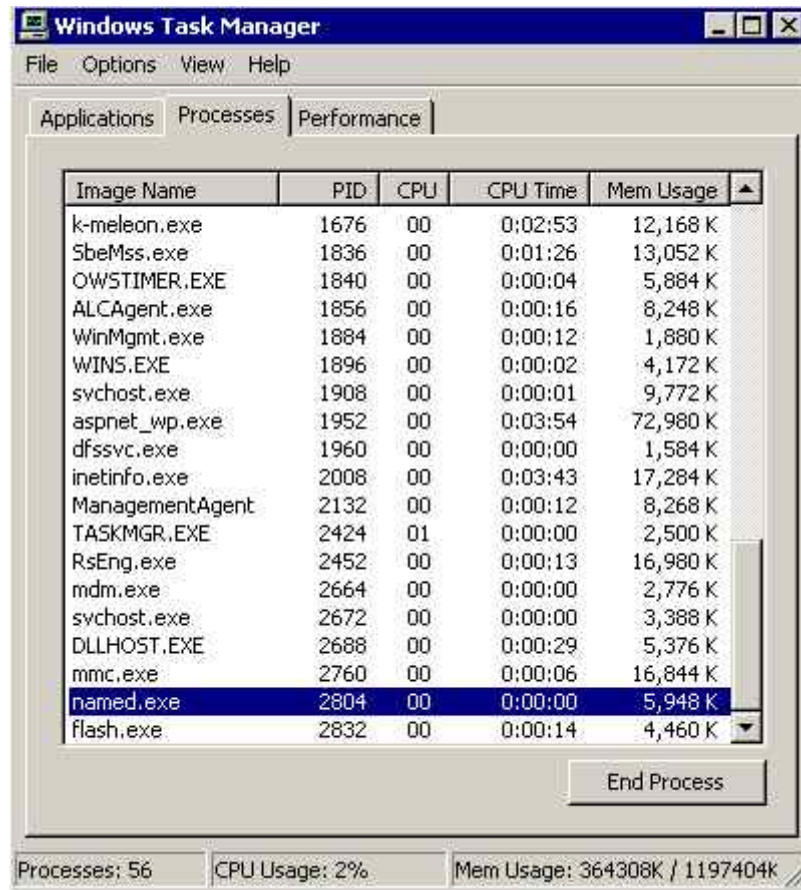 Windows Task Manager
File Options View Help
Applications Processes Performance
Image Name PID CPU CPU Time Mem Usage
k-meleon.exe 1676 00 0:02:53 12,168 K
SbeMss.exe 1836 00 0:01:26 13,052 K
OWSTIMER.EXE 1840 00 0:00:04 5,884 K
ALCAgent.exe 1856 00 0:00:16 8,248 K
WinMgmt.exe 1884 00 0:00:12 1,880 K
WINS.EXE 1896 00 0:00:02 4,172 K
svchost.exe 1908 00 0:00:01 9,772 K
aspnet_wp.exe 1952 00 0:03:54 72,980 K
dfssvc.exe 1960 00 0:00:00 1,584 K
inetinfo.exe 2008 00 0:03:43 17,284 K
ManagementAgent 2132 00 0:00:12 8,268 K
TASKMGR.EXE 2424 01 0:00:00 2,500 K
RsEng.exe 2452 00 0:00:13 16,980 K
mdm.exe 2664 00 0:00:00 2,776 K
svchost.exe 2672 00 0:00:00 3,388 K
DLLHOST.EXE 2688 00 0:00:29 5,376 K
mmc.exe 2760 00 0:00:06 16,844 K
named.exe 2804 00 0:00:00 5,948 K
flash.exe 2832 00 0:00:14 4,460 K
End Process
Processes: 56 CPU Usage: 2% Mem Usage: 364308K / 1197404K